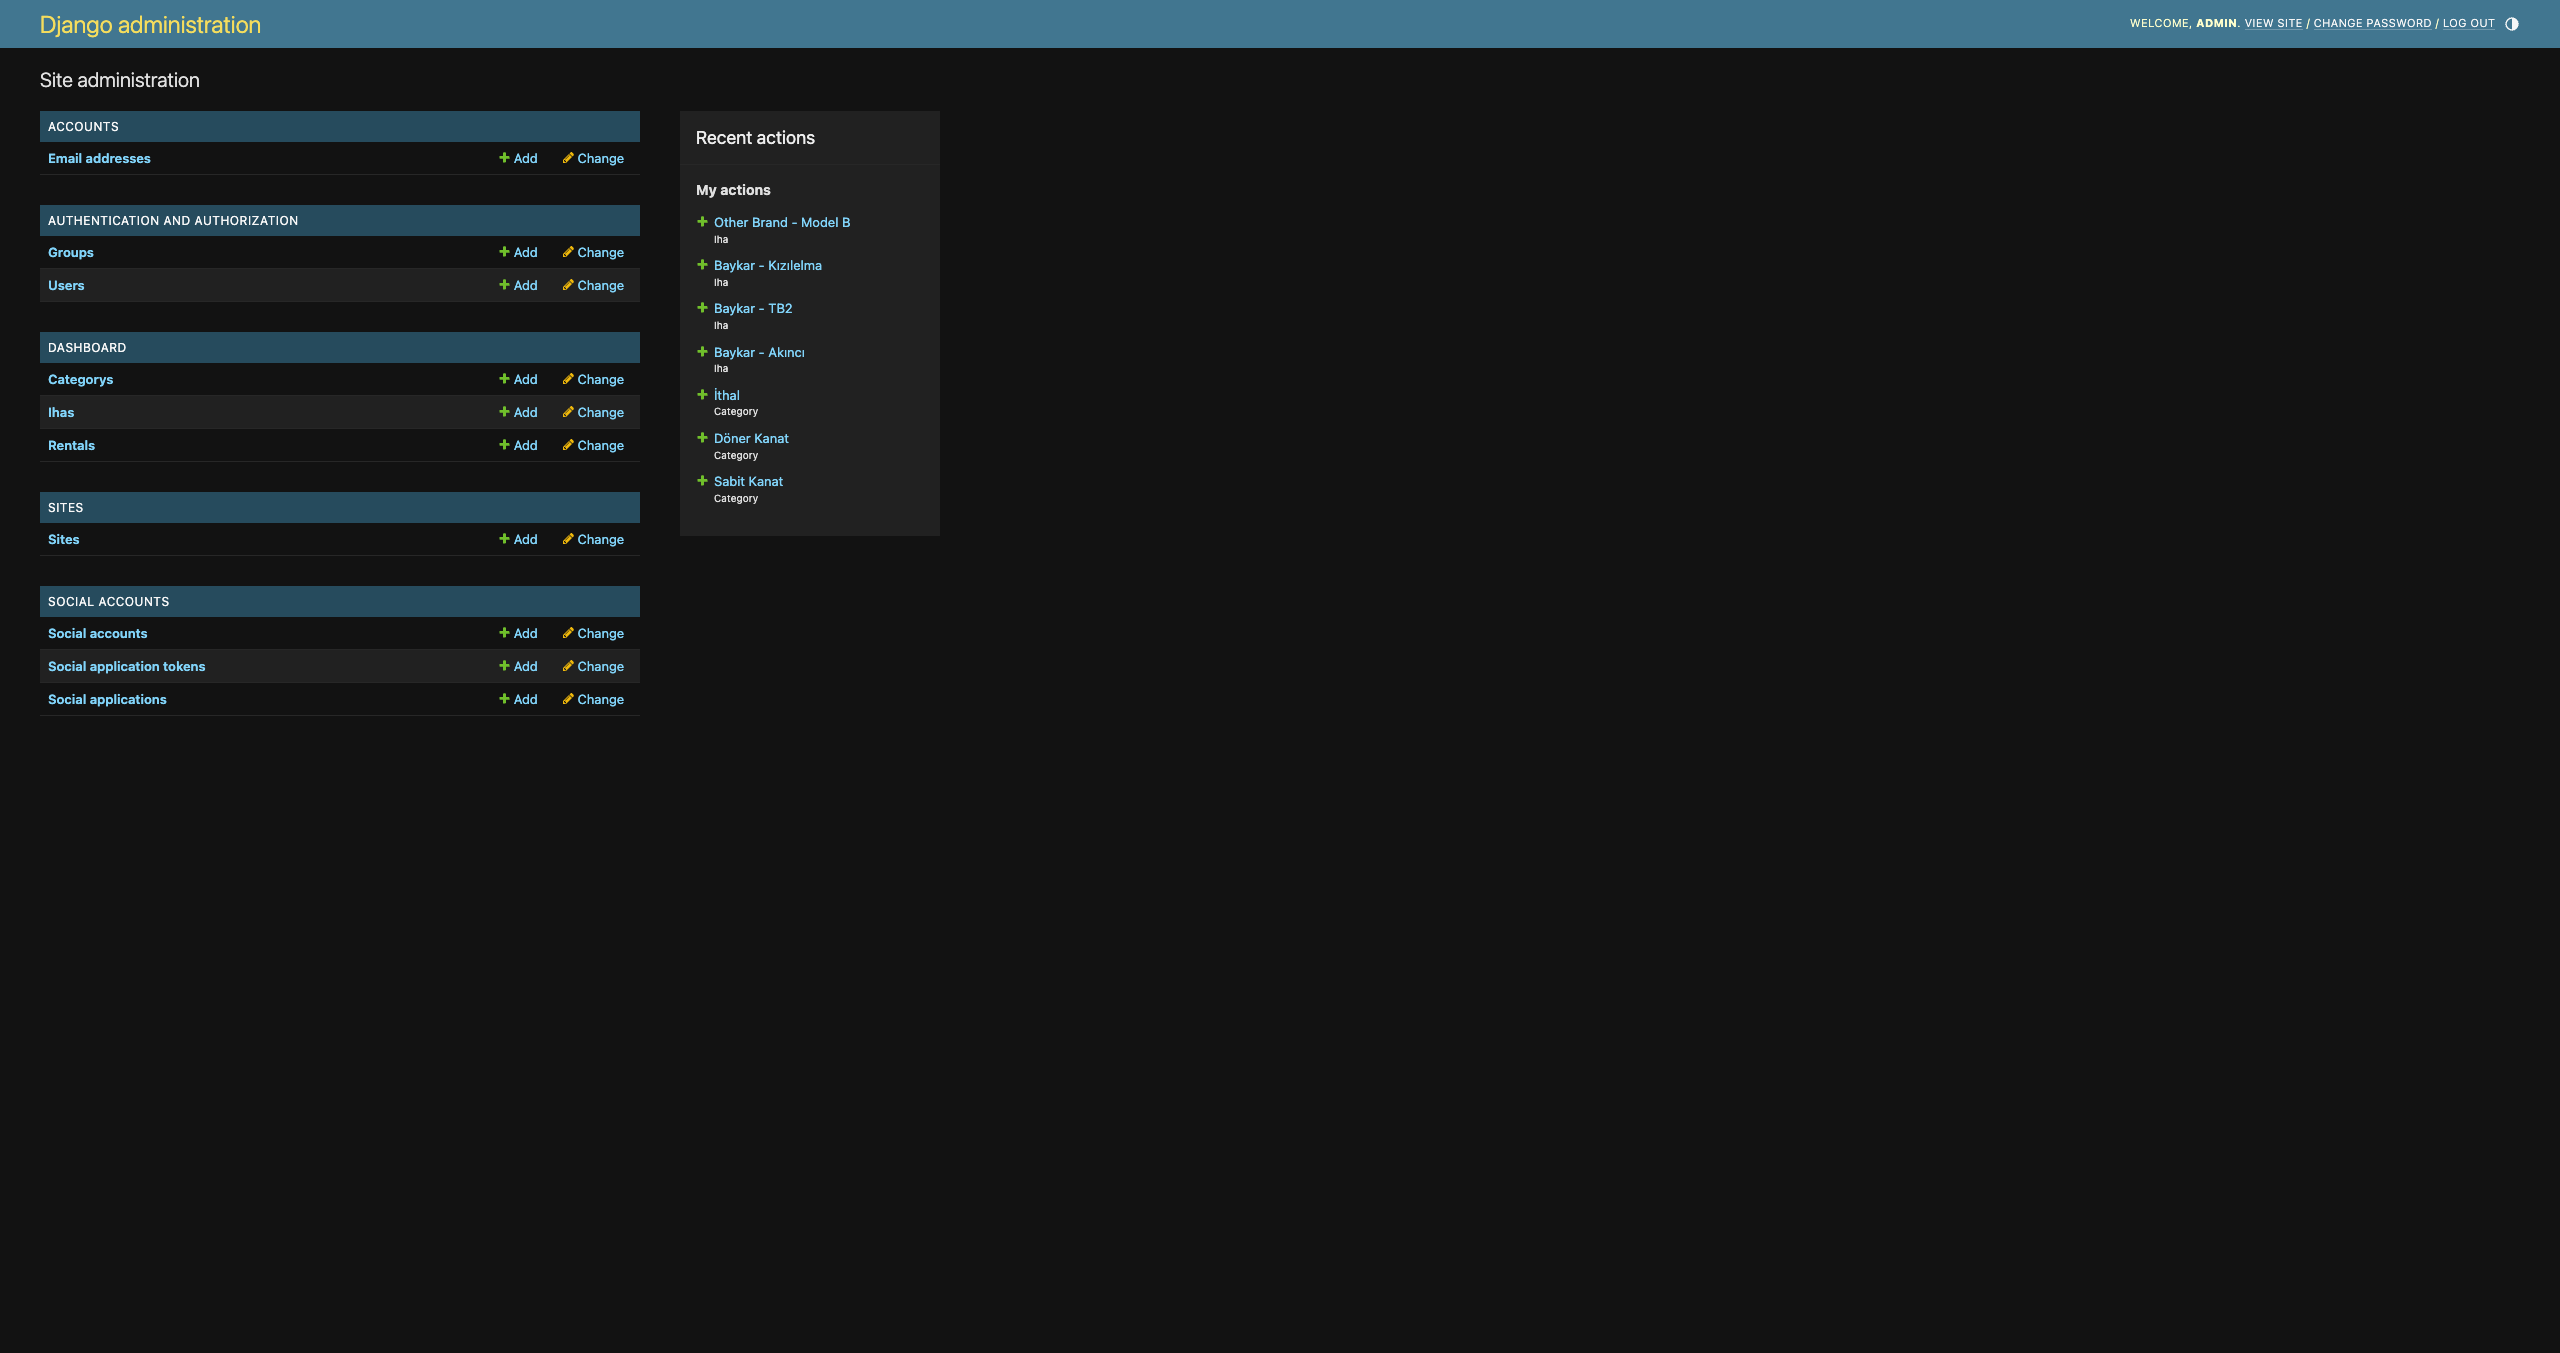 Django administration
WELCOME, ADMIN. VIEW SITE / CHANGE PASSWORD / LOG OUT
Site administration
ACCOUNTS
Email addresses Add Change
AUTHENTICATION AND AUTHORIZATION
Groups Add Change
Users Add Change
DASHBOARD
Categorys Add Change
Ihas Add Change
Rentals Add Change
SITES
Sites Add Change
SOCIAL ACCOUNTS
Social accounts Add Change
Social application tokens Add Change
Social applications Add Change
Recent actions
My actions
Other Brand - Model B
Iha
Baykar - Kızılelma
Iha
Baykar - TB2
Iha
Baykar - Akıncı
Iha
İthal
Category
Döner Kanat
Category
Sabit Kanat
Category